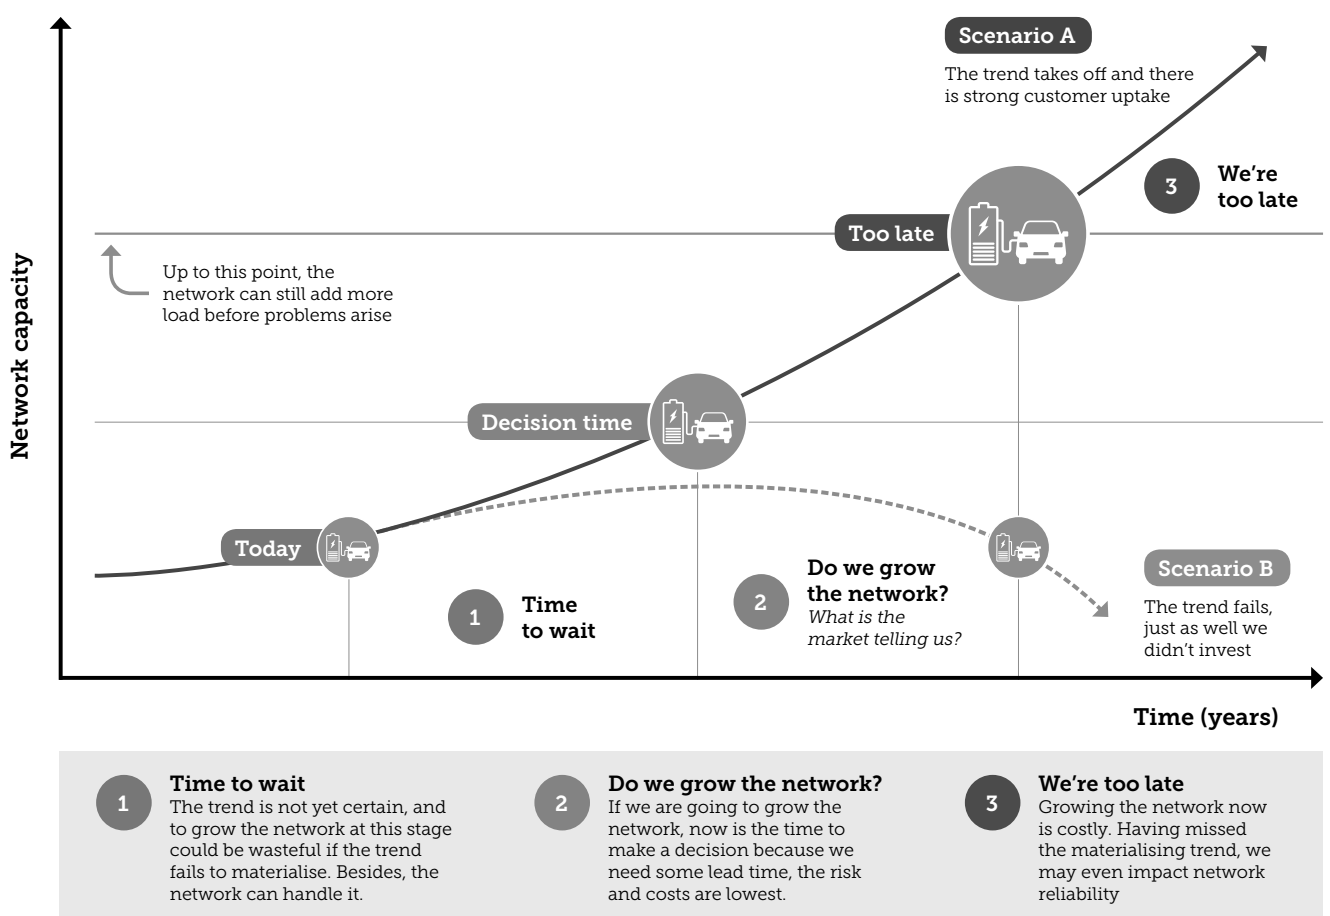 Scenario A
The trend takes off and there
is strong customer uptake
3
We're
too late
Too late
Up to this point, the
network can still add more
load before problems arise
Network capacity
Decision time
Today
1
Time
to wait
2
Do we grow
the network?
What is the
market telling us?
Scenario B
The trend fails,
just as well we
didn't invest
Time (years)
1
Time to wait
The trend is not yet certain, and
to grow the network at this stage
could be wasteful if the trend
fails to materialise. Besides, the
network can handle it.
2
Do we grow the network?
If we are going to grow the
network, now is the time to
make a decision because we
need some lead time, the risk
and costs are lowest.
3
We're too late
Growing the network now
is costly. Having missed
the materialising trend, we
may even impact network
reliability